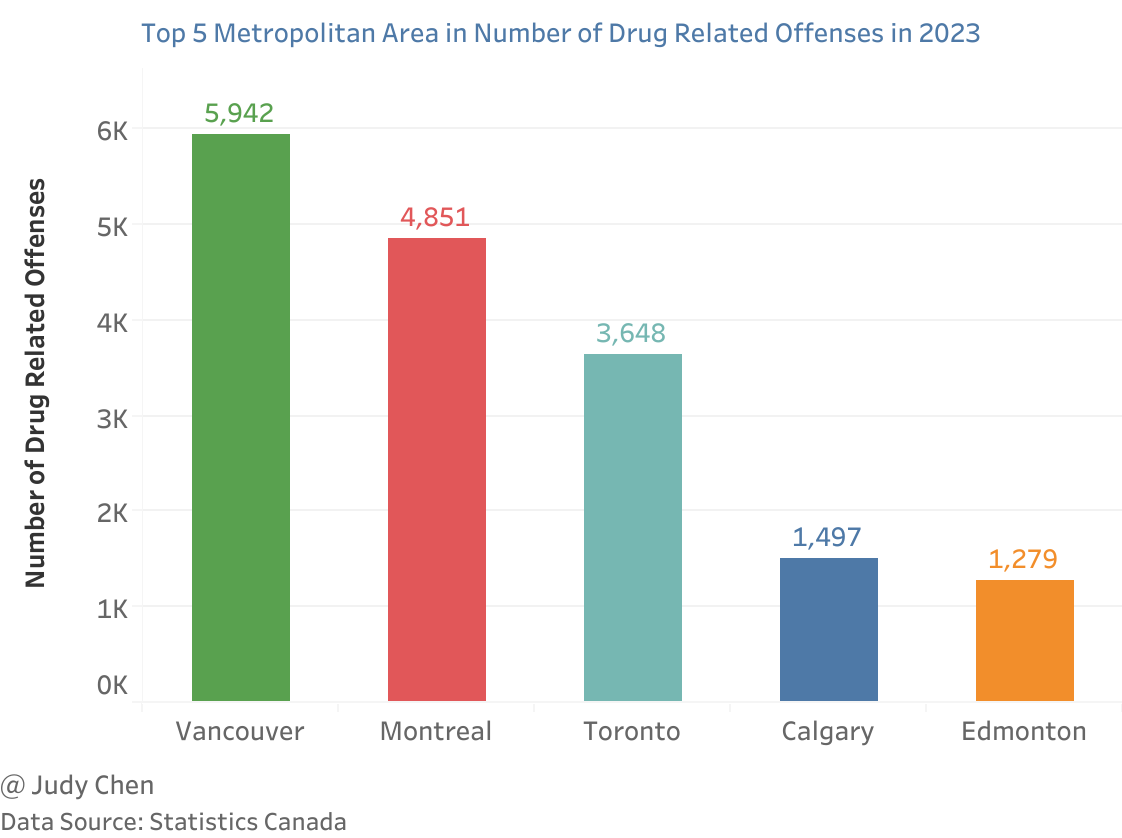 Top 5 Metropolitan Area in Number of Drug Related Offenses in 2023
Number of Drug Related Offenses
6K
5K
4K
3K
2K
1K
0K
5,942
4,851
3,648
1,497
1,279
Vancouver
Montreal
Toronto
Calgary
Edmonton
@ Judy Chen
Data Source: Statistics Canada